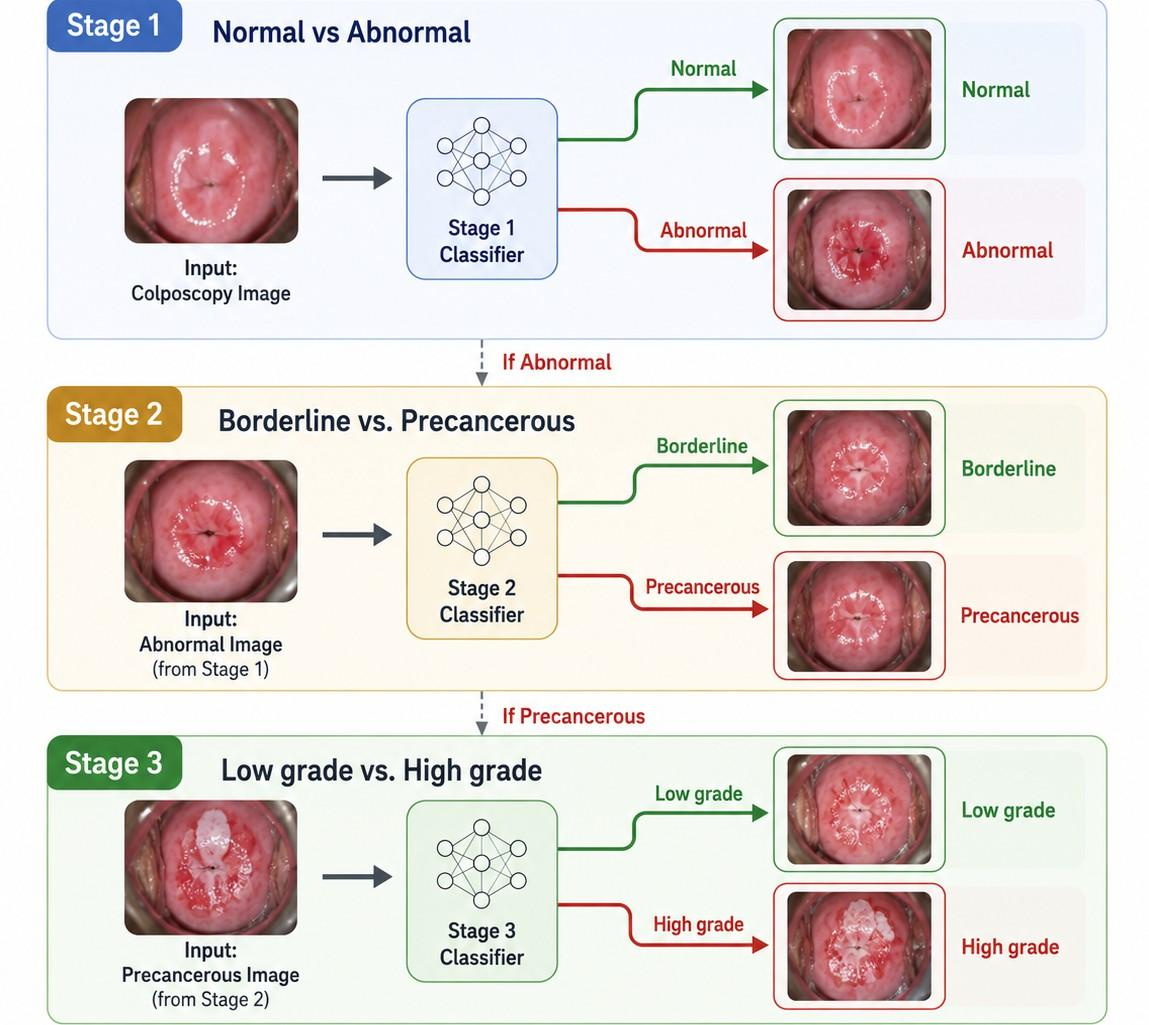 Stage 1
Normal vs Abnormal
Input:
Colposcopy Image
Stage 1
Classifier
Normal
Normal
Abnormal
Abnormal
If Abnormal
Stage 2
Borderline vs. Precancerous
Input:
Abnormal Image
(from Stage 1)
Stage 2
Classifier
Borderline
Borderline
Precancerous
Precancerous
If Precancerous
Stage 3
Low grade vs. High grade
Input:
Precancerous Image
(from Stage 2)
Stage 3
Classifier
Low grade
Low grade
High grade
High grade